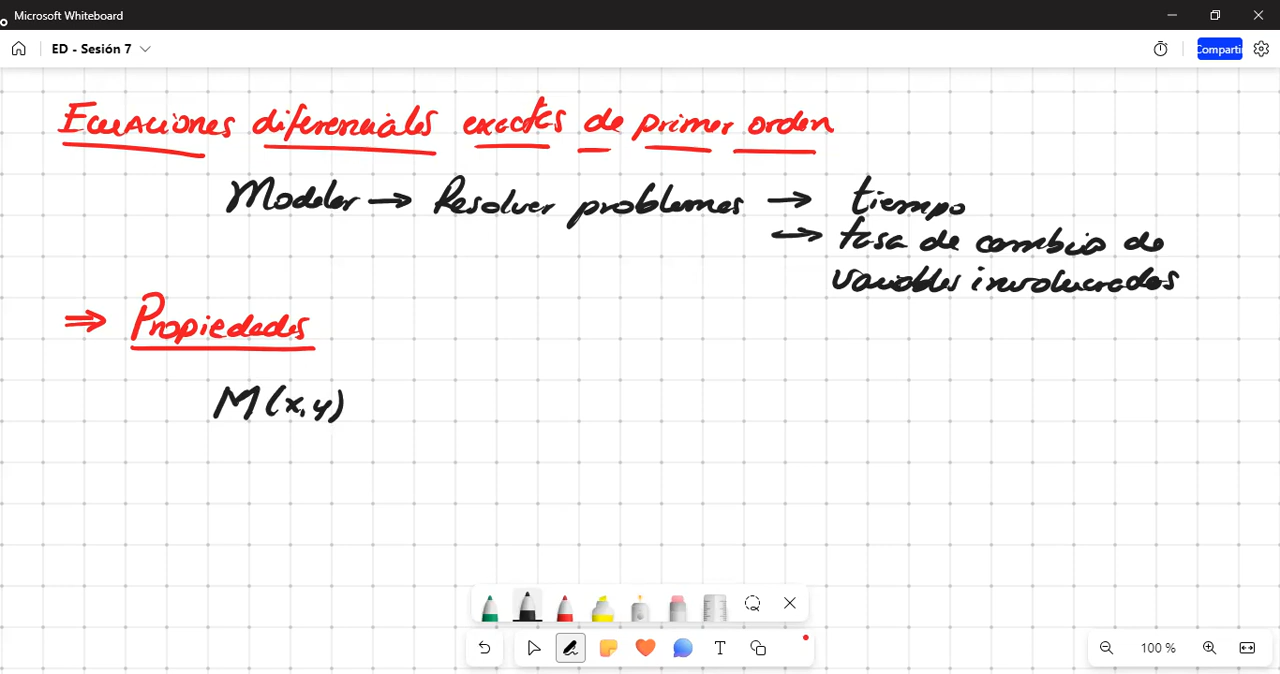 Microsoft Whiteboard
ED - Sesión 7
Compartir
Ecuaciones diferenciales exactas de primer orden
Modelar → Resolver problemas → tiempo
↔ tasa de cambio de
variables involucradas
⇒ Propiedades
M(x,y)
100 %